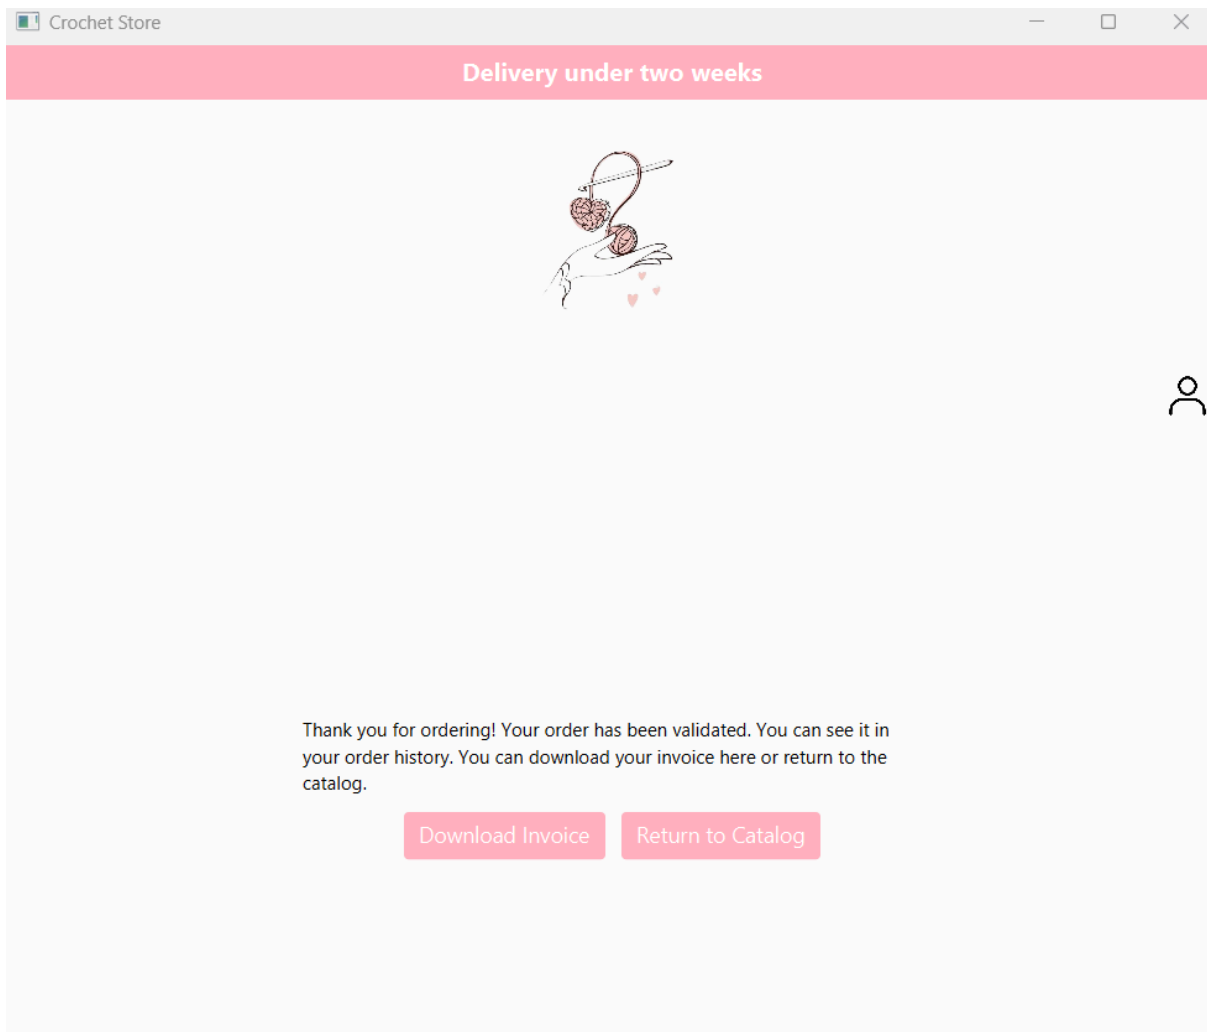 Crochet Store
Delivery under two weeks
Thank you for ordering! Your order has been validated. You can see it in
your order history. You can download your invoice here or return to the
catalog.
Download Invoice
Return to Catalog